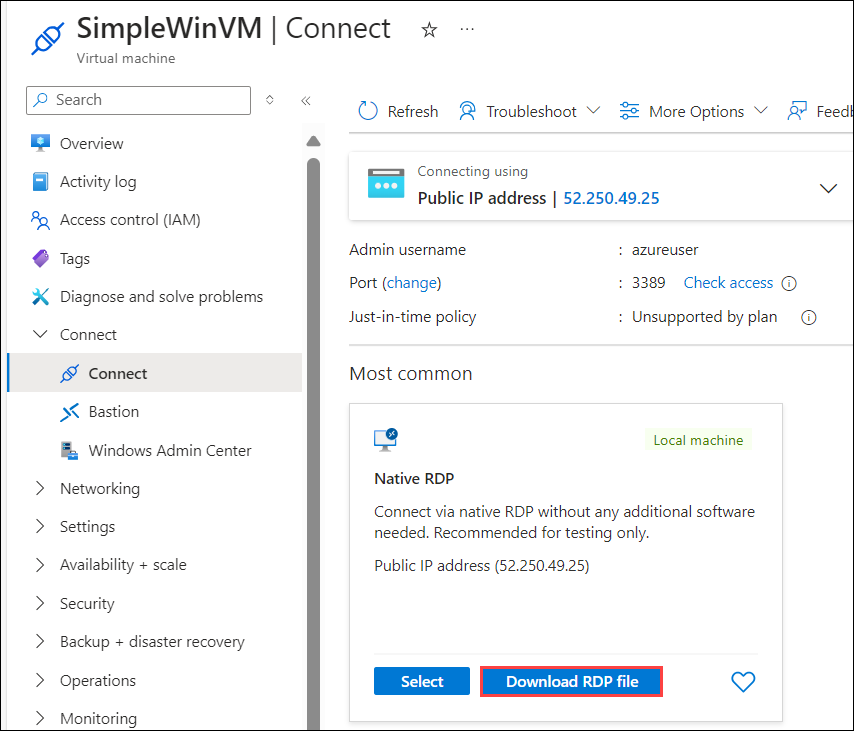 SimpleWinVM | Connect
Virtual machine
Search
Overview
Activity log
Access control (IAM)
Tags
Diagnose and solve problems
Connect
Connect
Bastion
Windows Admin Center
Networking
Settings
Availability + scale
Security
Backup + disaster recovery
Operations
Monitoring
Refresh Troubleshoot More Options Feedb
Connecting using
Public IP address | 52.250.49.25
Admin username : azureuser
Port (change) : 3389 Check access
Just-in-time policy : Unsupported by plan
Most common
Local machine
Native RDP
Connect via native RDP without any additional software
needed. Recommended for testing only.
Public IP address (52.250.49.25)
Select Download RDP file